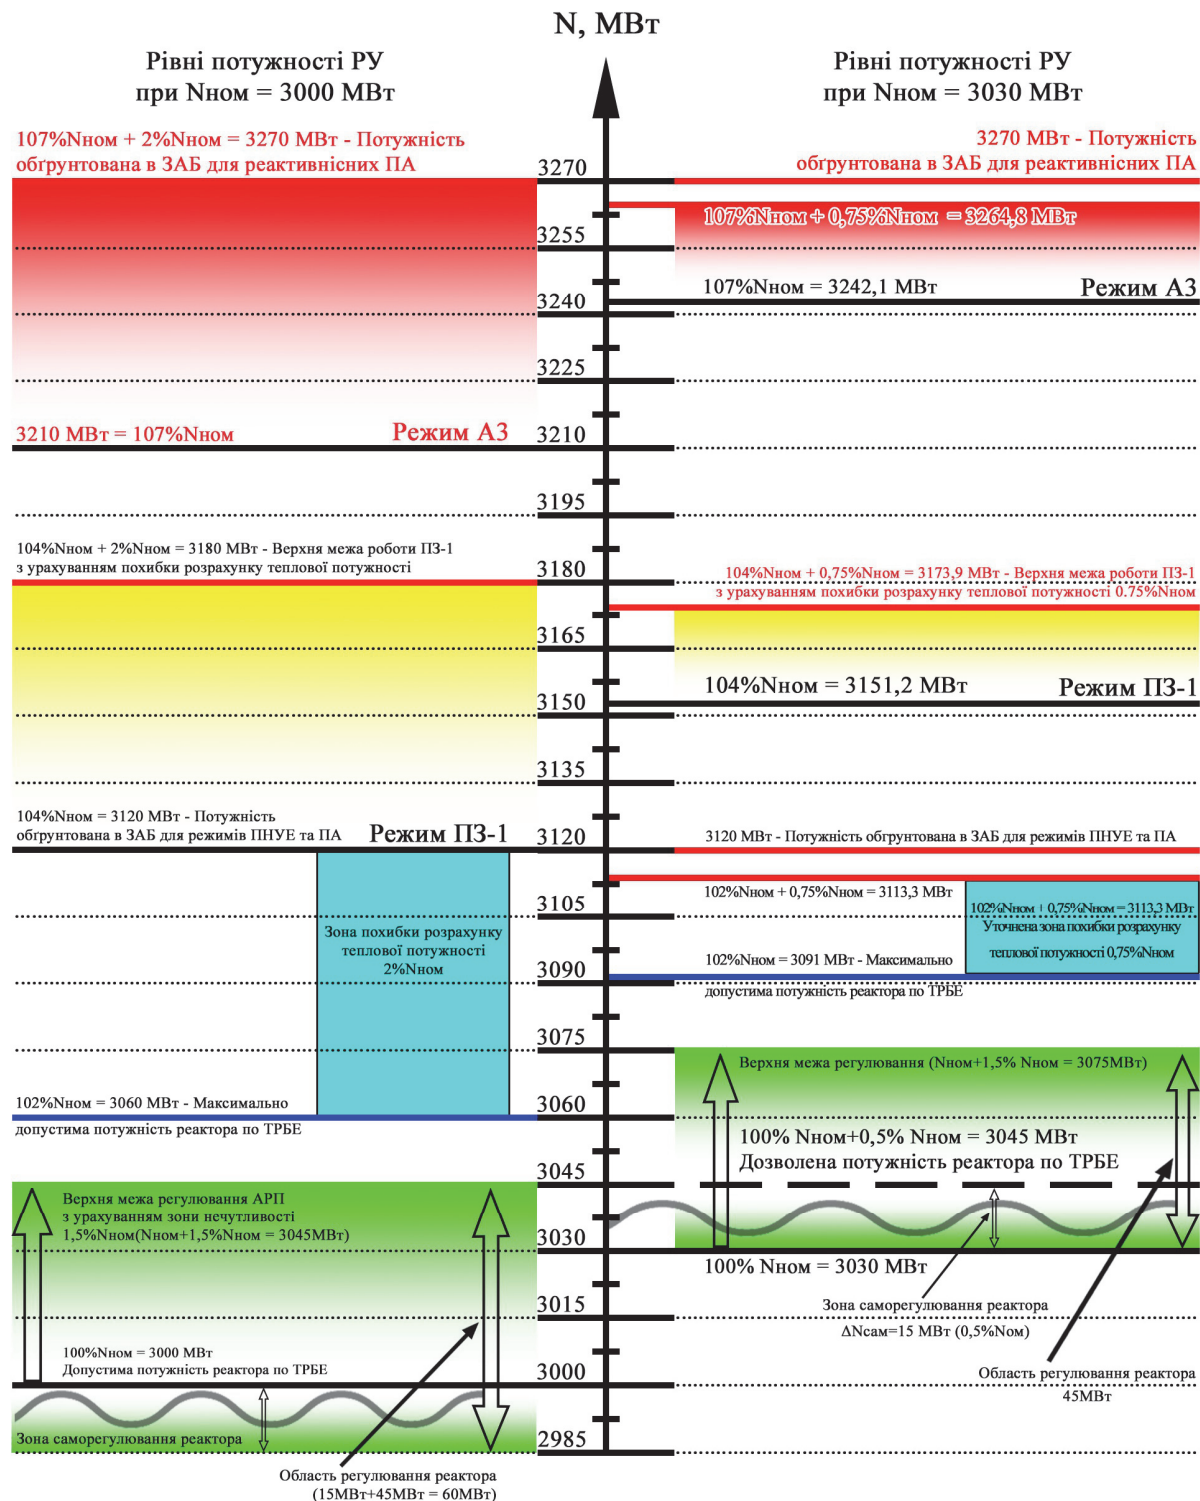 N, МВт
Рівні потужності РУ
при Nном = 3000 МВт
107%Nном + 2%Nном = 3270 МВт - Потужність
обґрунтована в ЗАБ для реактивнісних ПА
3210 МВт = 107%Nном
Режим АЗ
104%Nном + 2%Nном = 3180 МВт - Верхня межа роботи ПЗ-1
з урахуванням похибки розрахунку теплової потужності
104%Nном = 3120 МВт - Потужність
обґрунтована в ЗАБ для режимів ПНУЕ та ПА
Режим ПЗ-1
Зона похибки розрахунку
теплової потужності
2%Nном
102%Nном = 3060 МВт - Максимально
допустима потужність реактора по ТРБЕ
Верхня межа регулювання АРП
з урахуванням зони нечутливості
1,5%Nном(Nном+1,5%Nном = 3045МВт)
100%Nном = 3000 МВт
Допустима потужність реактора по ТРБЕ
Зона саморегулювання реактора
Область регулювання реактора
(15МВт+45МВт = 60МВт)
3270
3255
3240
3225
3210
3195
3180
3165
3150
3135
3120
3105
3090
3075
3060
3045
3030
3015
3000
2985
Рівні потужності РУ
при Nном = 3030 МВт
3270 МВт - Потужність
обґрунтована в ЗАБ для реактивнісних ПА
107%Nном + 0,75%Nном = 3264,8 МВт
107%Nном = 3242,1 МВт
Режим АЗ
104%Nном + 0,75%Nном = 3173,9 МВт - Верхня межа роботи ПЗ-1
з урахуванням похибки розрахунку теплової потужності 0.75%Nном
104%Nном = 3151,2 МВт
Режим ПЗ-1
3120 МВт - Потужність обґрунтована в ЗАБ для режимів ПНУЕ та ПА
102%Nном + 0,75%Nном = 3113,3 МВт
102%Nном + 0,75%Nном = 3113,3 МВт
Уточнена зона похибки розрахунку
теплової потужності 0,75%Nном
102%Nном = 3091 МВт - Максимально
допустима потужність реактора по ТРБЕ
Верхня межа регулювання (Nном+1,5% Nном = 3075МВт)
100% Nном+0,5% Nном = 3045 МВт
Дозволена потужність реактора по ТРБЕ
100% Nном = 3030 МВт
Зона саморегулювання реактора
ΔNсам=15 МВт (0,5%Nом)
Область регулювання реактора
45МВт